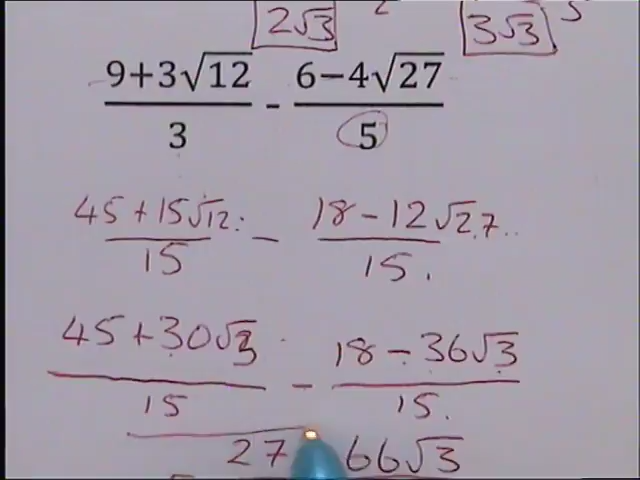 2√3 2 3√3 3
(9+3√12)/3 - (6−4√27)/5
(45+15√12)/15 - (18-12√27)/15
(45+30√3)/15 - (18-36√3)/15
27 66√3